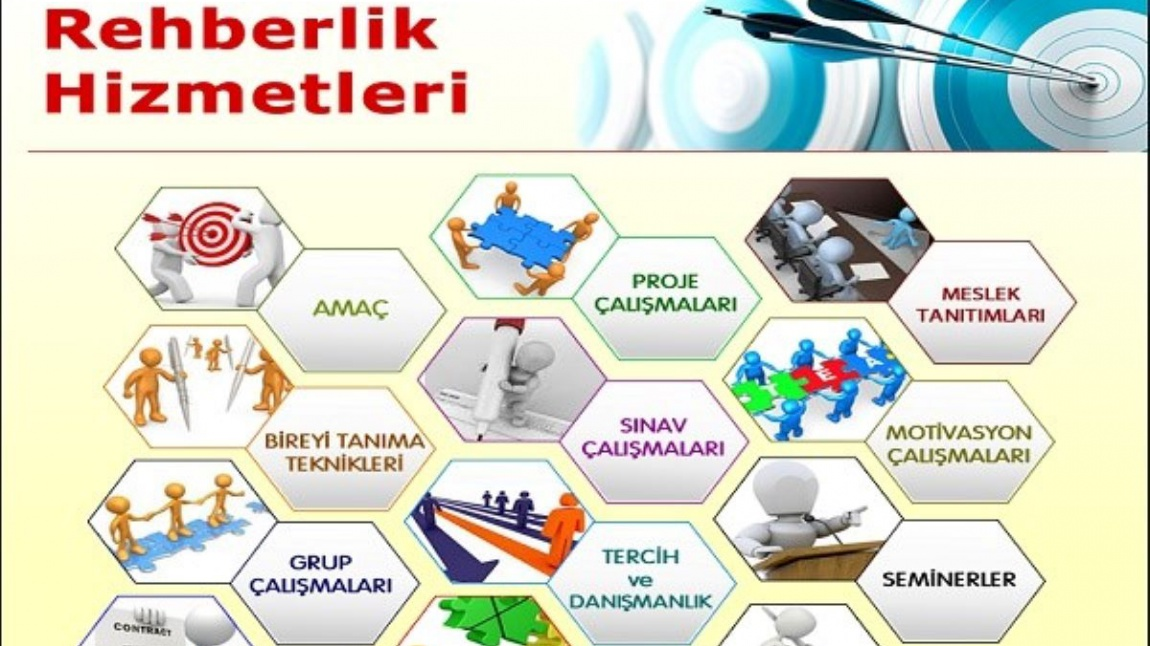 Rehberlik
Hizmetleri
AMAÇ
PROJE
ÇALIŞMALARI
MESLEK
TANITIMLARI
BİREYİ TANIMA
TEKNİKLERİ
SINAV
ÇALIŞMALARI
MOTİVASYON
ÇALIŞMALARI
GRUP
ÇALIŞMALARI
TERCİH
ve
DANIŞMANLIK
SEMİNERLER
CONTRACT